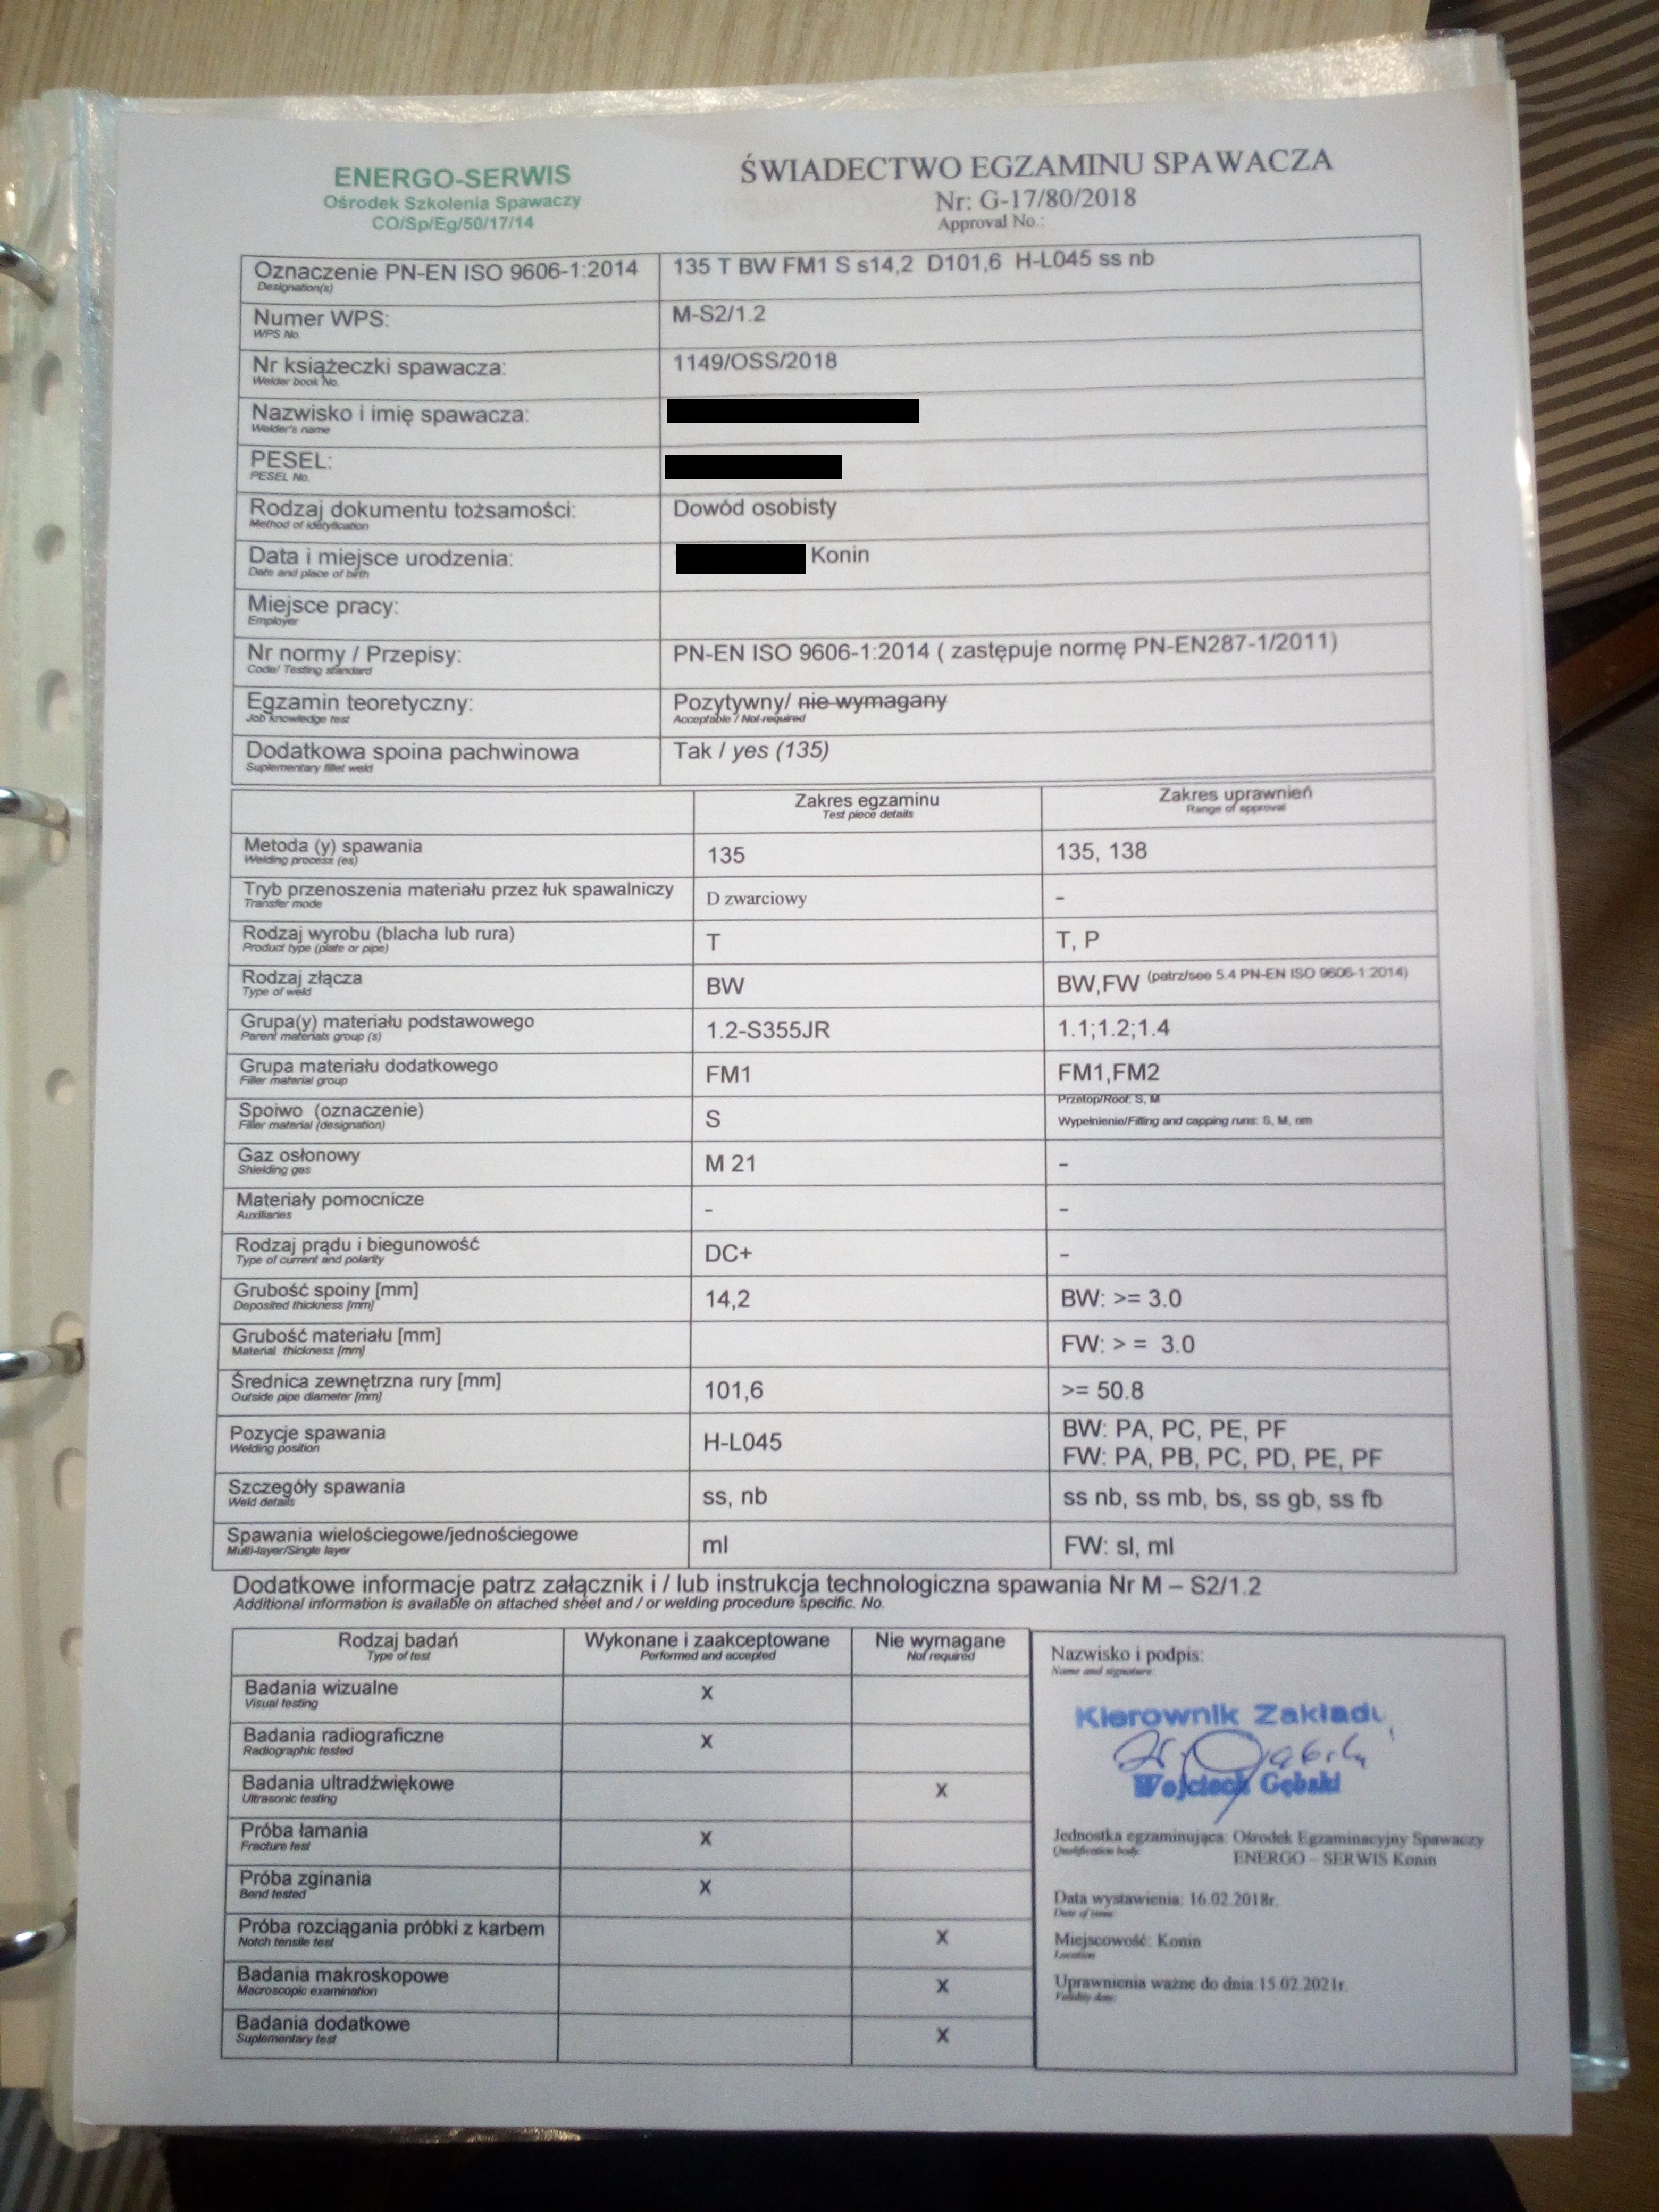 ENERGO-SERWIS
Ośrodek Szkolenia Spawaczy
CO/Sp/Eg/50/17/14
ŚWIADECTWO EGZAMINU SPAWACZA
Nr: G-17/80/2018
Approval No.:
Oznaczenie PN-EN ISO 9606-1:2014 135 T BW FM1 S s14,2 D101,6 H-L045 ss nb
Designation(s)
Numer WPS: M-S2/1.2
WPS No.
Nr książeczki spawacza: 1149/OSS/2018
Welder book No.
Nazwisko i imię spawacza:
Welder's name
PESEL:
PESEL No.
Rodzaj dokumentu tożsamości: Dowód osobisty
Method of idetyfication
Data i miejsce urodzenia: Konin
Date and place of birth
Miejsce pracy:
Employer
Nr normy / Przepisy: PN-EN ISO 9606-1:2014 ( zastępuje normę PN-EN287-1/2011)
Code/ Testing standard
Egzamin teoretyczny: Pozytywny/ nie wymagany
Job knowledge test Acceptable / Not required
Dodatkowa spoina pachwinowa Tak / yes (135)
Suplementary fillet weld
Zakres egzaminu Zakres uprawnień
Test piece details Range of approval
Metoda (y) spawania 135 135, 138
Welding process (es)
Tryb przenoszenia materiału przez łuk spawalniczy D zwarciowy -
Transfer mode
Rodzaj wyrobu (blacha lub rura) T T, P
Product type (plate or pipe)
Rodzaj złącza BW BW,FW (patrz/see 5.4 PN-EN ISO 9606-1:2014)
Type of weld
Grupa(y) materiału podstawowego 1.2-S355JR 1.1;1.2;1.4
Parent materials group (s)
Grupa materiału dodatkowego FM1 FM1,FM2
Filler material group
Przetop/Root: S, M
Spoiwo (oznaczenie) S Wypełnienie/Filling and capping runs: S, M, nm
Filler material (designation)
Gaz osłonowy M 21 -
Shielding gas
Materiały pomocnicze - -
Auxiliaries
Rodzaj prądu i biegunowość DC+ -
Type of current and polarity
Grubość spoiny [mm] 14,2 BW: >= 3.0
Deposited thickness [mm]
Grubość materiału [mm] FW: > = 3.0
Material thickness [mm]
Średnica zewnętrzna rury [mm] 101,6 >= 50.8
Outside pipe diameter [mm]
Pozycje spawania H-L045 BW: PA, PC, PE, PF
Welding position FW: PA, PB, PC, PD, PE, PF
Szczegóły spawania ss, nb ss nb, ss mb, bs, ss gb, ss fb
Weld details
Spawania wielościegowe/jednościegowe ml FW: sl, ml
Multi-layer/Single layer
Dodatkowe informacje patrz załącznik i / lub instrukcja technologiczna spawania Nr M – S2/1.2
Additional information is available on attached sheet and / or welding procedure specific. No.
Rodzaj badań Wykonane i zaakceptowane Nie wymagane
Type of test Performed and accepted Not required
Badania wizualne X
Visual testing
Badania radiograficzne X
Radiographic tested
Badania ultradźwiękowe X
Ultrasonic testing
Próba łamania X
Fracture test
Próba zginania X
Bend tested
Próba rozciągania próbki z karbem X
Notch tensile test
Badania makroskopowe X
Macroscopic examination
Badania dodatkowe X
Suplementary test
Nazwisko i podpis:
Name and signature:
Kierownik Zakładu
Wojciech Gębski
Jednostka egzaminująca: Ośrodek Egzaminacyjny Spawaczy
Qualification body: ENERGO – SERWIS Konin
Data wystawienia: 16.02.2018r.
Date of issue:
Miejscowość: Konin
Location
Uprawnienia ważne do dnia:15.02.2021r.
Validity date: